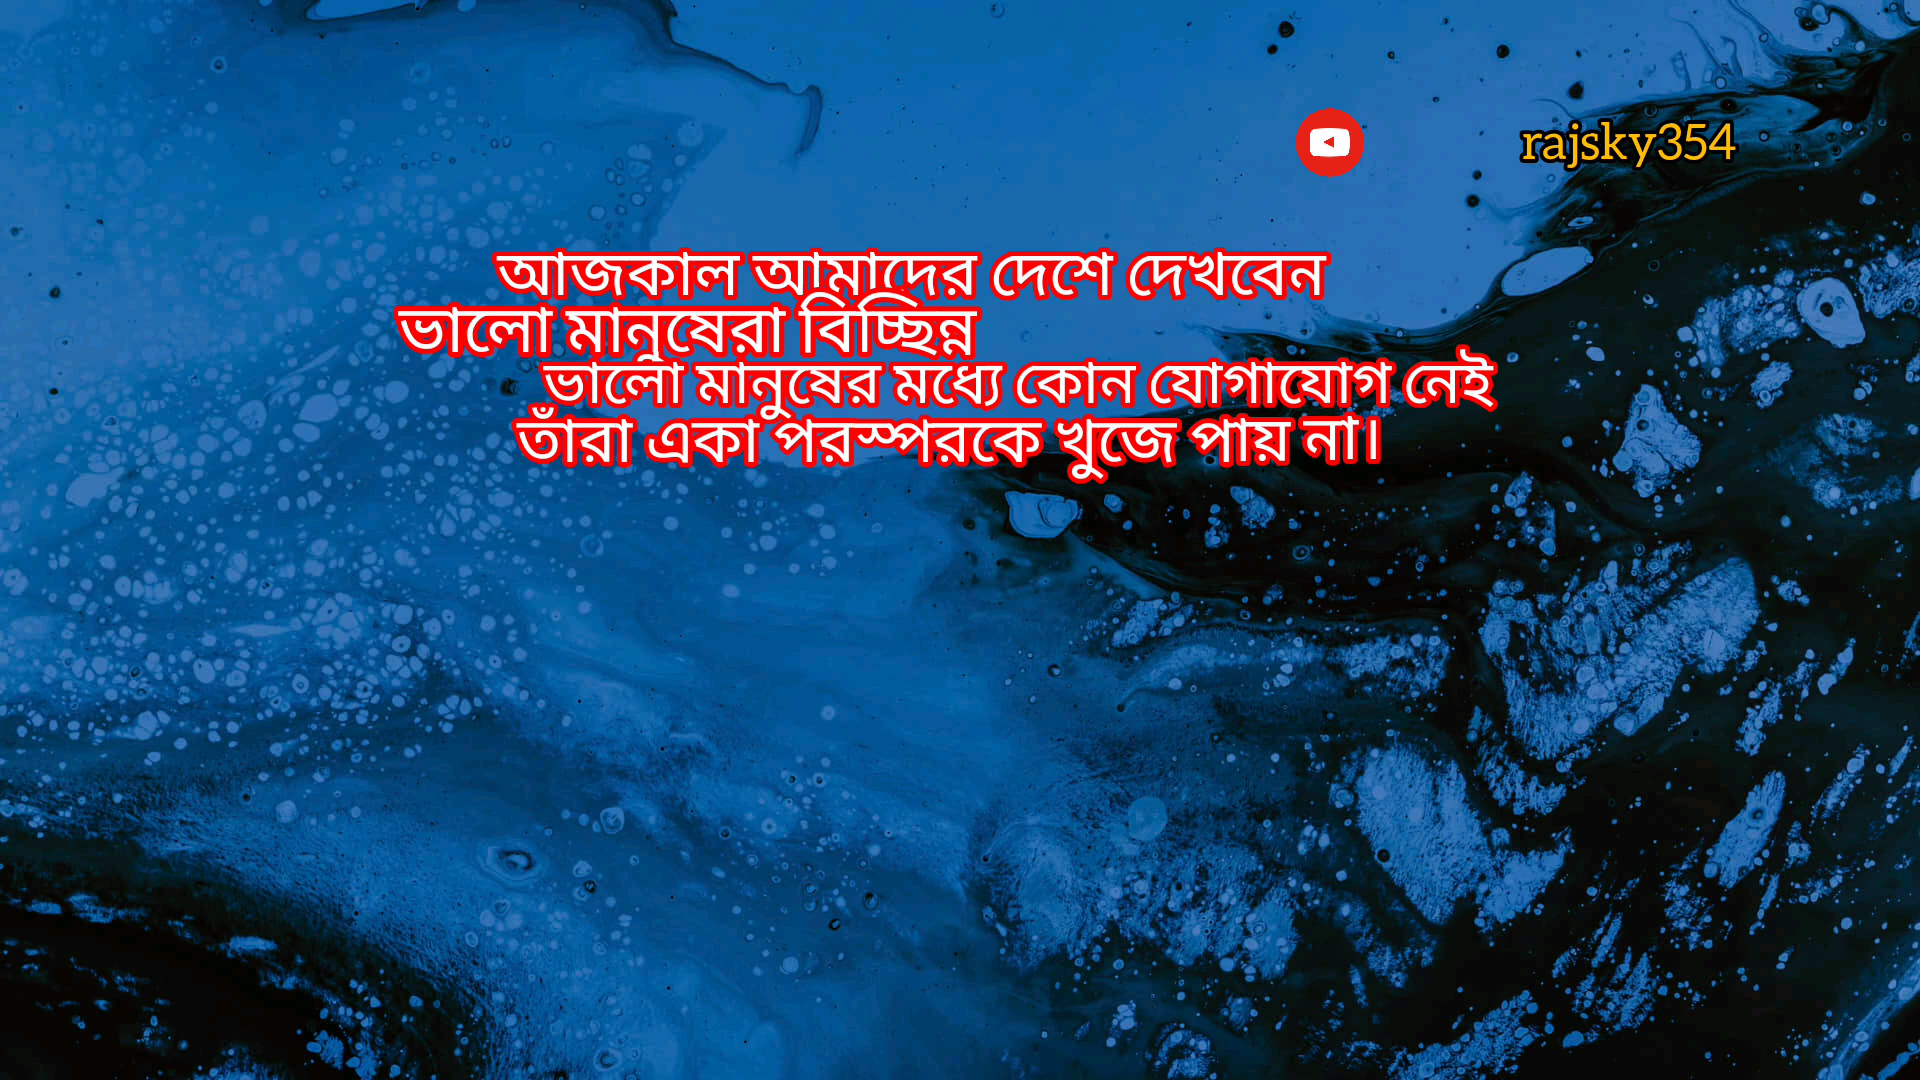 rajsky354
আজকাল আমাদের দেশে দেখবেন
ভালো মানুষেরা বিচ্ছিন্ন
ভালো মানুষের মধ্যে কোন যোগাযোগ নেই
তাঁরা একা পরস্পরকে খুজে পায় না।